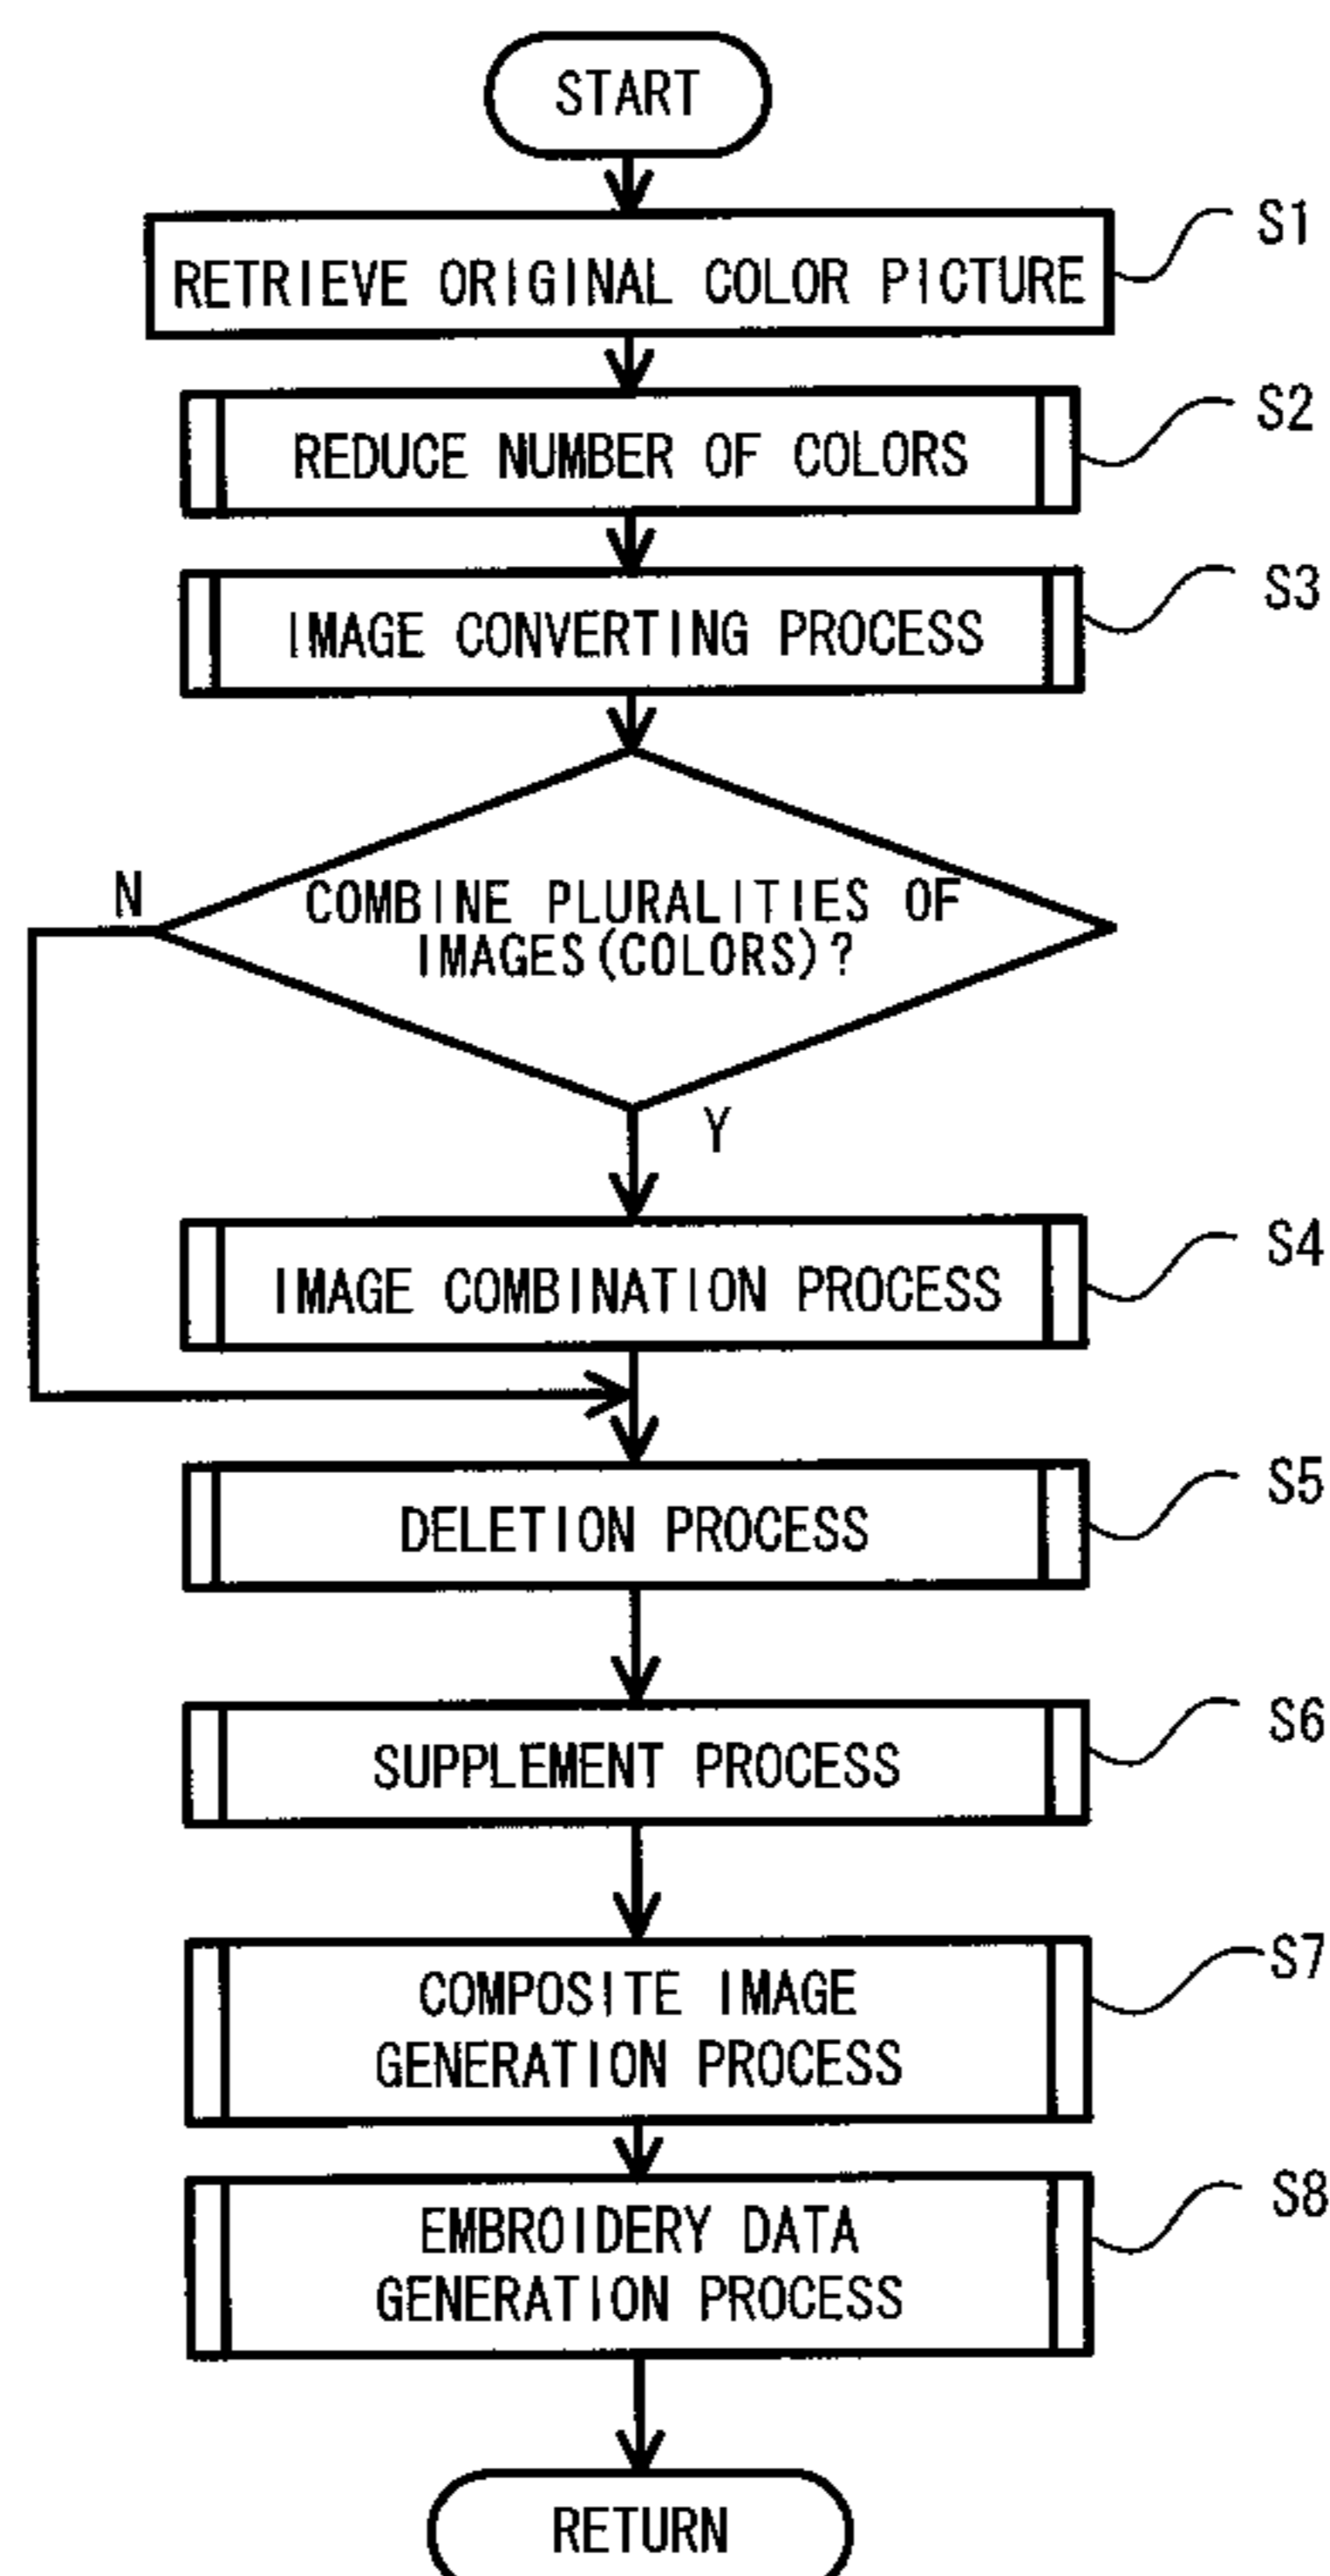 START
RETRIEVE ORIGINAL COLOR PICTURE
S1
REDUCE NUMBER OF COLORS
S2
IMAGE CONVERTING PROCESS
S3
N
COMBINE PLURALITIES OF
IMAGES(COLORS)?
Y
IMAGE COMBINATION PROCESS
S4
DELETION PROCESS
S5
SUPPLEMENT PROCESS
S6
COMPOSITE IMAGE
GENERATION PROCESS
S7
EMBROIDERY DATA
GENERATION PROCESS
S8
RETURN